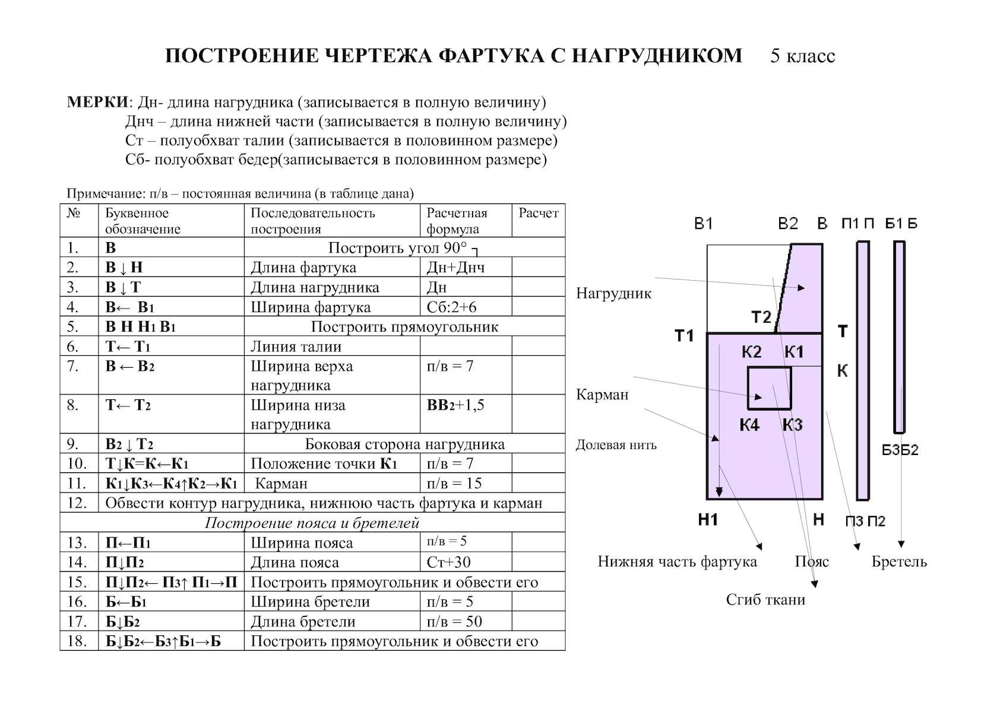 ПОСТРОЕНИЕ ЧЕРТЕЖА ФАРТУКА С НАГРУДНИКОМ 5 класс
МЕРКИ: Дн- длина нагрудника (записывается в полную величину)
Днч – длина нижней части (записывается в полную величину)
Ст – полуобхват талии (записывается в половинном размере)
Сб- полуобхват бедер(записывается в половинном размере)
Примечание: п/в – постоянная величина (в таблице дана)
№ Буквенное обозначение Последовательность построения Расчетная формула Расчет
1. В Построить угол 90° ┐
2. В ↓ Н Длина фартука Дн+Днч
3. В ↓ Т Длина нагрудника Дн
4. В← В1 Ширина фартука Сб:2+6
5. В Н Н1 В1 Построить прямоугольник
6. Т← Т1 Линия талии
7. В ← В2 Ширина верха нагрудника п/в = 7
8. Т← Т2 Ширина низа нагрудника ВВ2+1,5
9. В2 ↓ Т2 Боковая сторона нагрудника
10. Т↓К=К←К1 Положение точки К1 п/в = 7
11. К1↓К3←К4↑К2→К1 Карман п/в = 15
12. Обвести контур нагрудника, нижнюю часть фартука и карман
Построение пояса и бретелей
13. П←П1 Ширина пояса п/в = 5
14. П↓П2 Длина пояса Ст+30
15. П↓П2← П3↑ П1→П Построить прямоугольник и обвести его
16. Б←Б1 Ширина бретели п/в = 5
17. Б↓Б2 Длина бретели п/в = 50
18. Б↓Б2←Б3↑Б1→Б Построить прямоугольник и обвести его
В1 В2 В П1 П Б1 Б
Нагрудник
Т2
Т1 Т
К2 К1
К
Карман
К4 К3
Долевая нить
Б3Б2
Н1 Н П3 П2
Нижняя часть фартука Пояс Бретель
Сгиб ткани